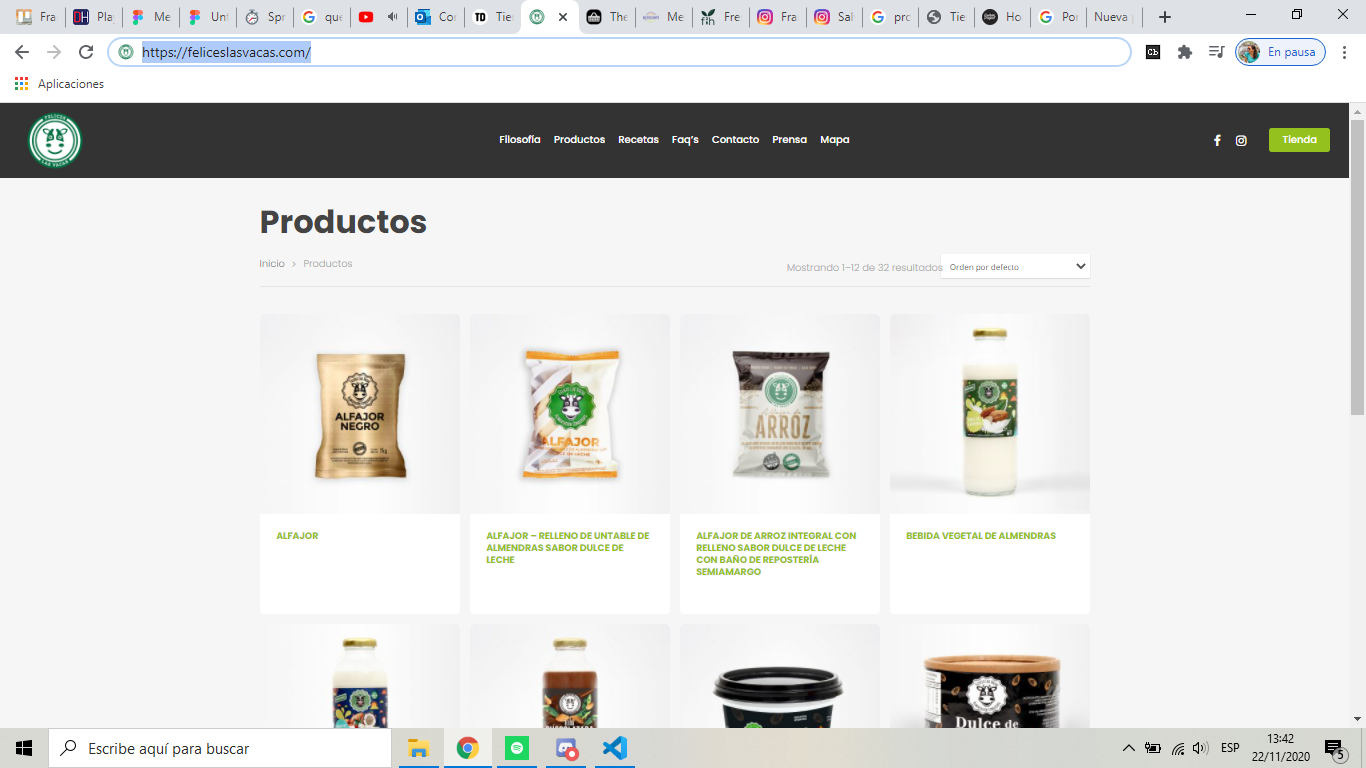 Fra
Pla
Me
Unt
Spr
que
Con
Tier
The
Me
Fre
Fra
Sal
pro
Tie
Ho
Por
Nueva
https://feliceslasvacas.com/
En pausa
Aplicaciones
FELICES
LAS VACAS
Filosofía
Productos
Recetas
Faq's
Contacto
Prensa
Mapa
Tienda
Productos
Inicio > Productos
Mostrando 1–12 de 32 resultados
Orden por defecto
ALFAJOR
NEGRO
ALFAJOR
ARROZ
ALFAJOR
ALFAJOR – RELLENO DE UNTABLE DE
ALMENDRAS SABOR DULCE DE
LECHE
ALFAJOR DE ARROZ INTEGRAL CON
RELLENO SABOR DULCE DE LECHE
CON BAÑO DE REPOSTERÍA
SEMIAMARGO
BEBIDA VEGETAL DE ALMENDRAS
Dulce de
Escribe aquí para buscar
ESP
13:42
22/11/2020
5